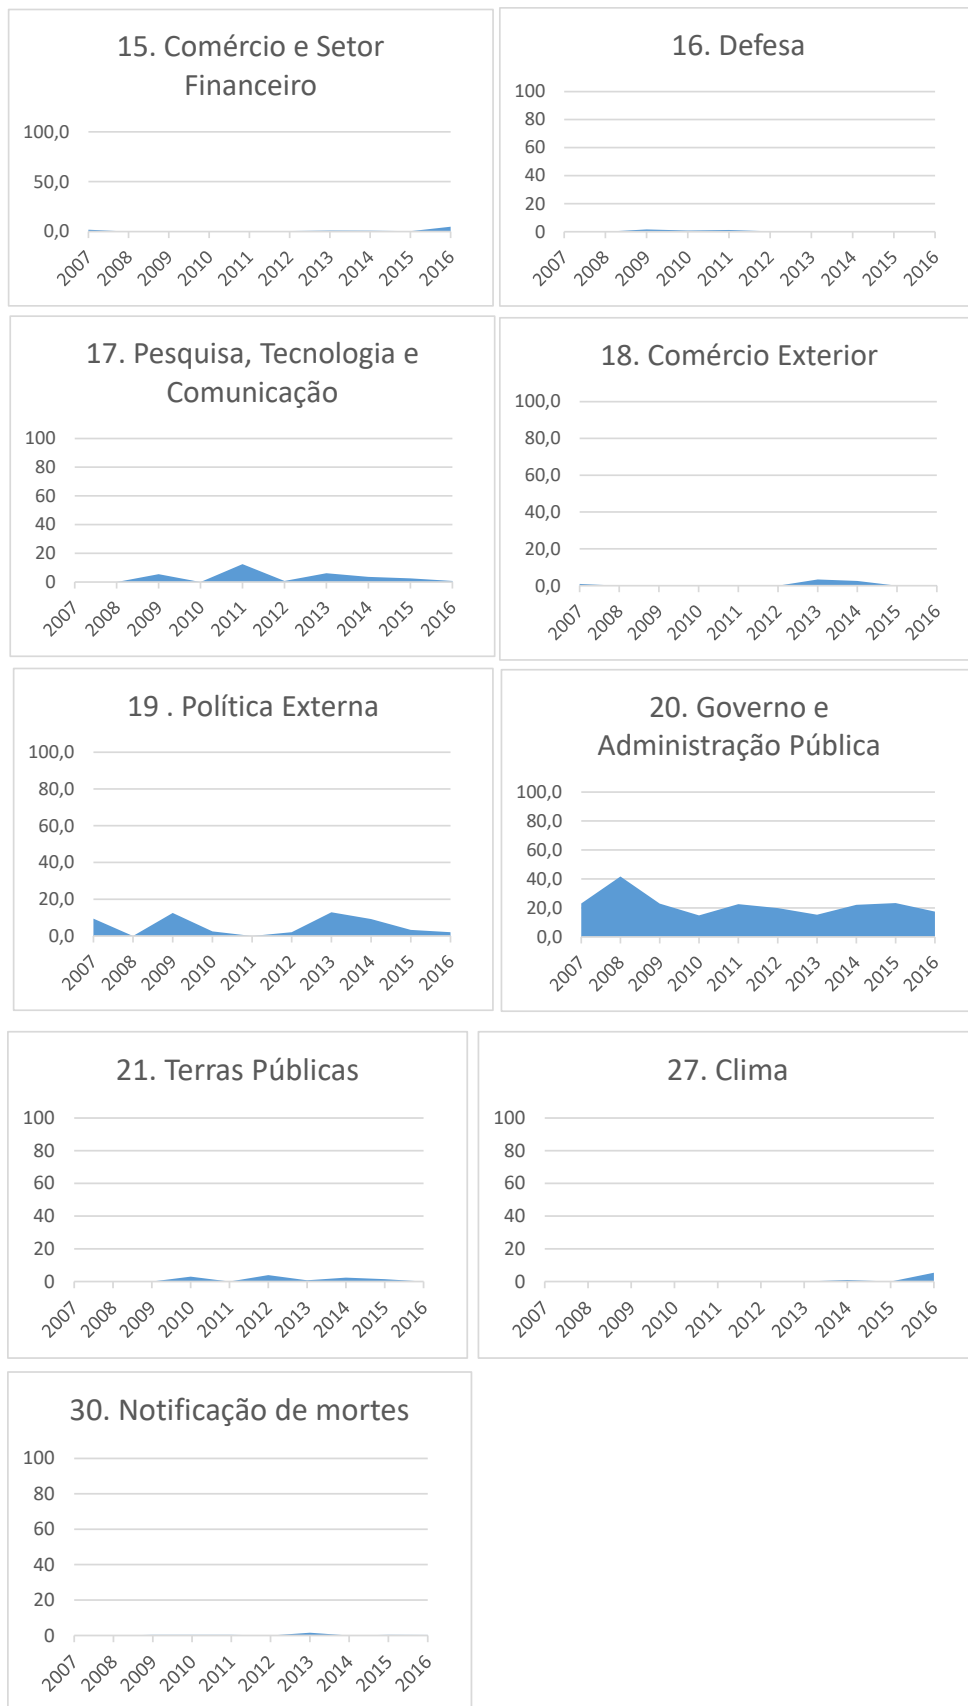 15. Comércio e Setor
Financeiro
100,0
50,0
0,0
2007 2008 2009 2010 2011 2012 2013 2014 2015 2016
16. Defesa
100
80
60
40
20
0
2007 2008 2009 2010 2011 2012 2013 2014 2015 2016
17. Pesquisa, Tecnologia e
Comunicação
100
80
60
40
20
0
2007 2008 2009 2010 2011 2012 2013 2014 2015 2016
18. Comércio Exterior
100,0
80,0
60,0
40,0
20,0
0,0
2007 2008 2009 2010 2011 2012 2013 2014 2015 2016
19 . Política Externa
100,0
80,0
60,0
40,0
20,0
0,0
2007 2008 2009 2010 2011 2012 2013 2014 2015 2016
20. Governo e
Administração Pública
100,0
80,0
60,0
40,0
20,0
0,0
2007 2008 2009 2010 2011 2012 2013 2014 2015 2016
21. Terras Públicas
100
80
60
40
20
0
2007 2008 2009 2010 2011 2012 2013 2014 2015 2016
27. Clima
100
80
60
40
20
0
2007 2008 2009 2010 2011 2012 2013 2014 2015 2016
30. Notificação de mortes
100
80
60
40
20
0
2007 2008 2009 2010 2011 2012 2013 2014 2015 2016